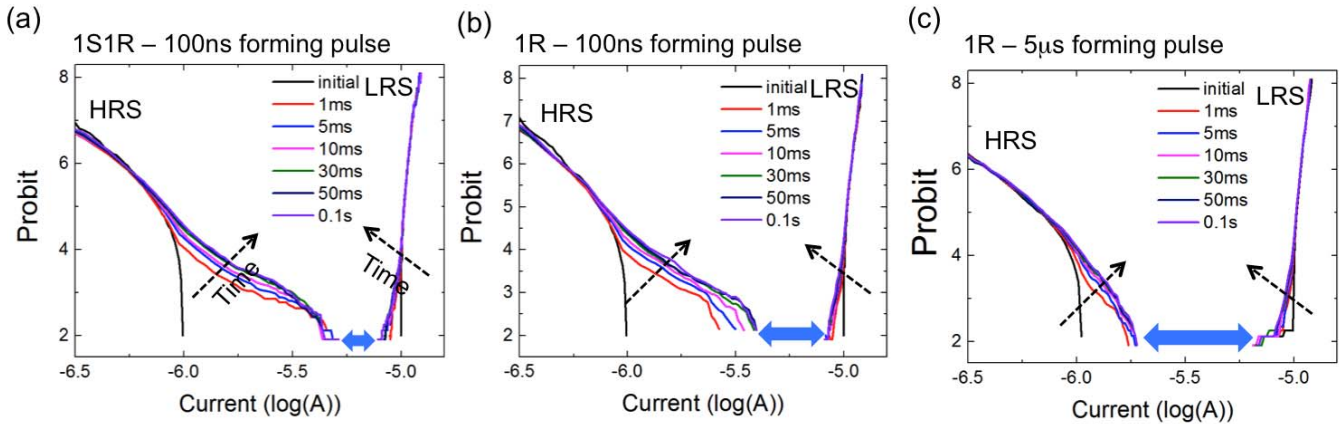 (a)
1S1R – 100ns forming pulse
8
7
6
5
4
3
2
Probit
HRS
LRS
initial
1ms
5ms
10ms
30ms
50ms
0.1s
Time
Time
-6.5
-6.0
-5.5
-5.0
Current (log(A))
(b)
1R – 100ns forming pulse
8
7
6
5
4
3
2
Probit
HRS
LRS
initial
1ms
5ms
10ms
30ms
50ms
0.1s
-6.5
-6.0
-5.5
-5.0
Current (log(A))
(c)
1R – 5μs forming pulse
8
6
4
2
Probit
HRS
LRS
initial
1ms
5ms
10ms
30ms
50ms
0.1s
-6.5
-6.0
-5.5
-5.0
Current (log(A))